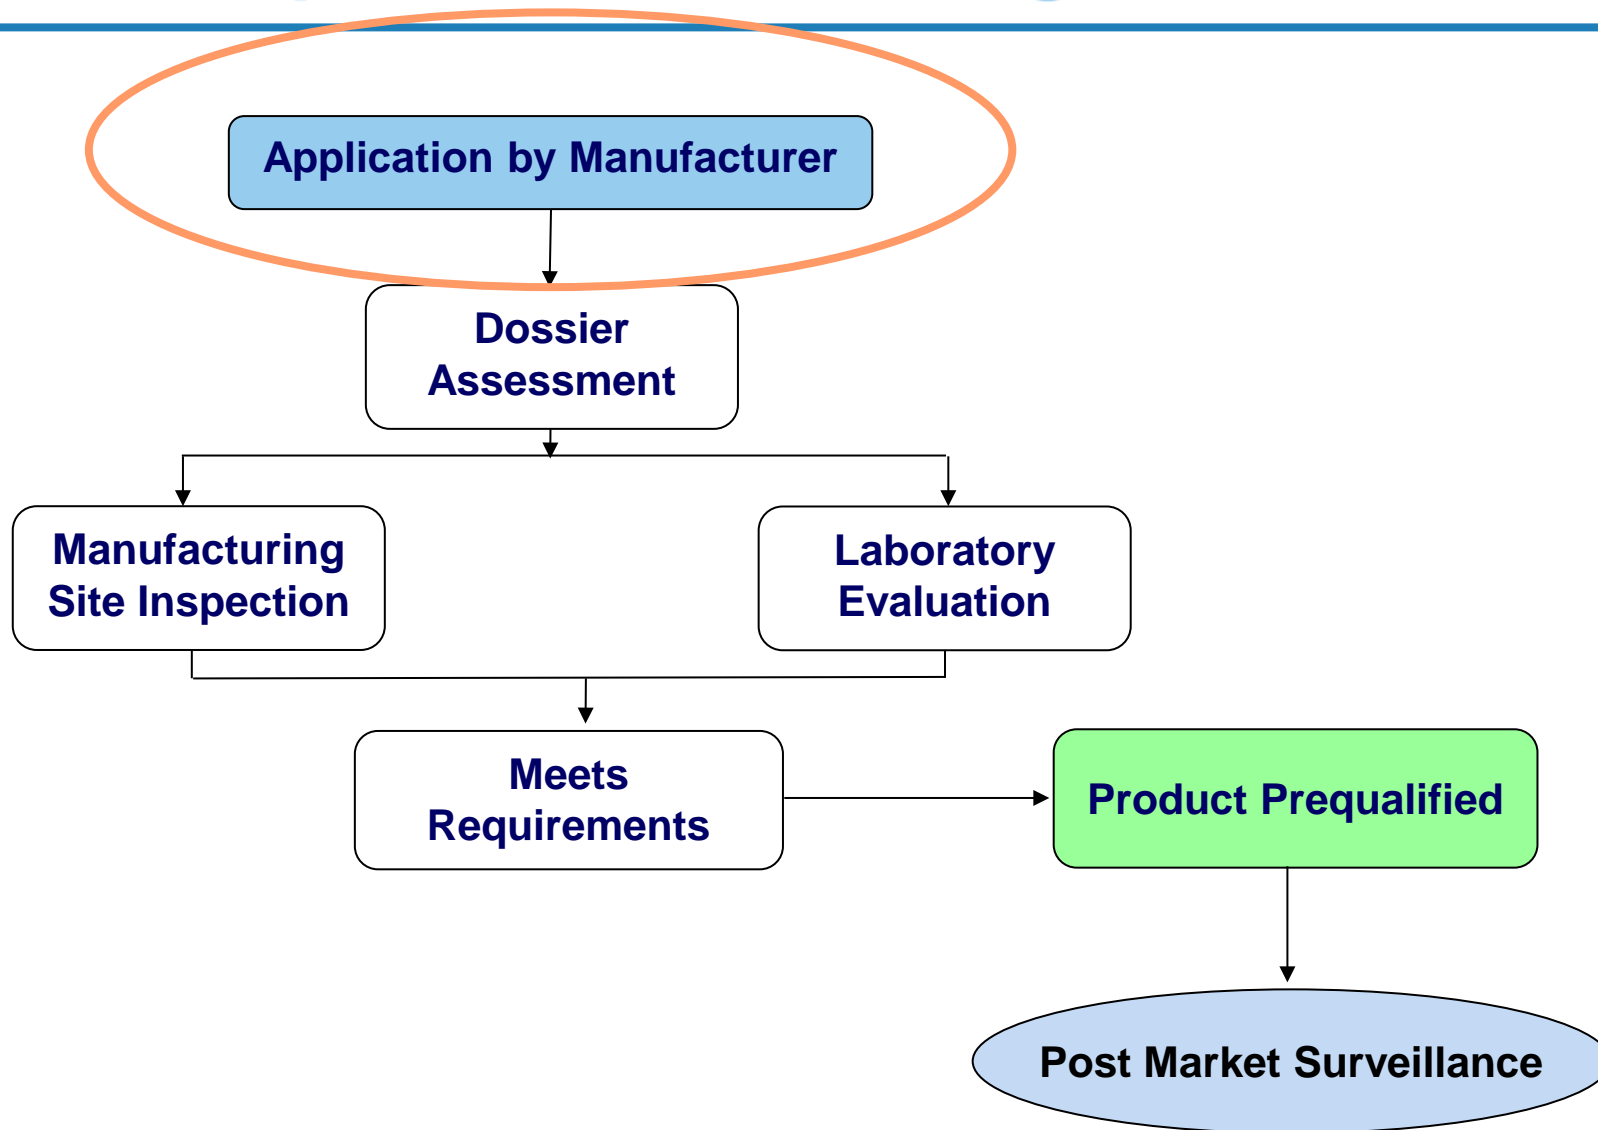 Application by Manufacturer
Dossier
Assessment
Manufacturing
Site Inspection
Laboratory
Evaluation
Meets
Requirements
Product Prequalified
Post Market Surveillance